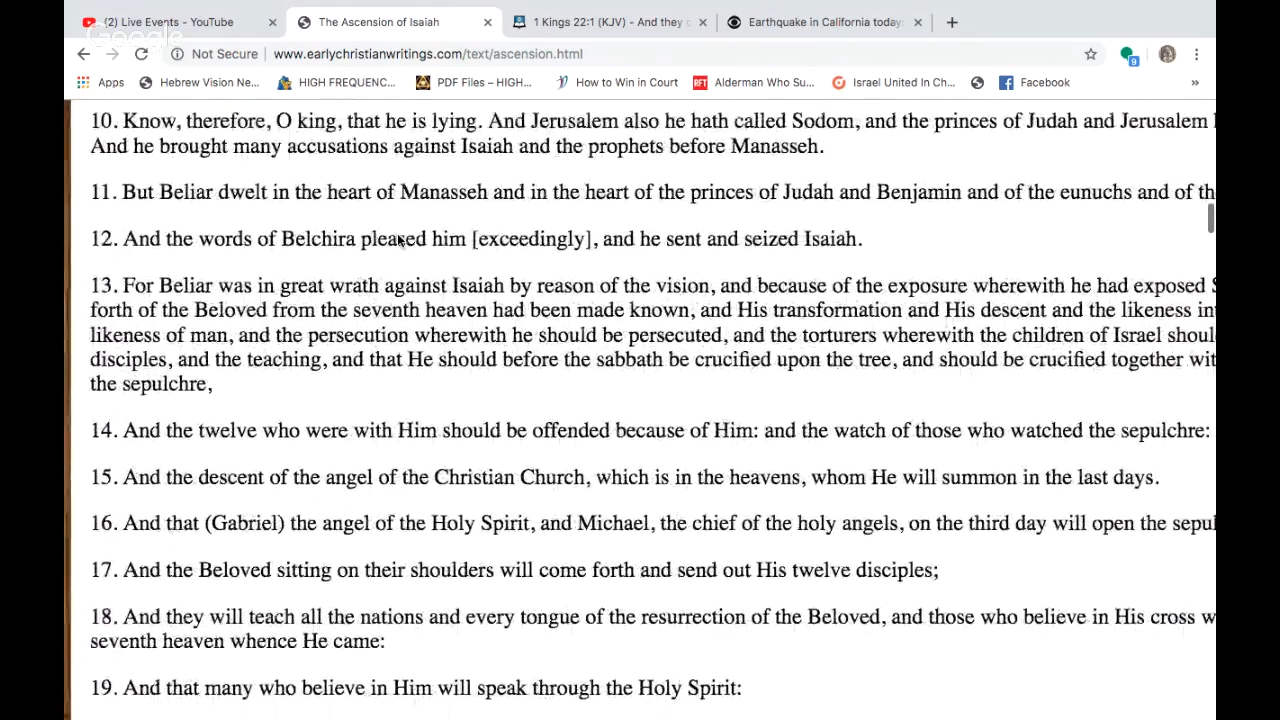 (2) Live Events - YouTube
The Ascension of Isaiah
1 Kings 22:1 (KJV) - And they c
Earthquake in California today:
Google
Not Secure
www.earlychristianwritings.com/text/ascension.html
9
Apps
Hebrew Vision Ne...
HIGH FREQUENC...
PDF Files – HIGH...
How to Win in Court
RFT
Alderman Who Su...
Israel United In Ch...
Facebook
»
10. Know, therefore, O king, that he is lying. And Jerusalem also he hath called Sodom, and the princes of Judah and Jerusalem
And he brought many accusations against Isaiah and the prophets before Manasseh.
11. But Beliar dwelt in the heart of Manasseh and in the heart of the princes of Judah and Benjamin and of the eunuchs and of th
12. And the words of Belchira pleased him [exceedingly], and he sent and seized Isaiah.
13. For Beliar was in great wrath against Isaiah by reason of the vision, and because of the exposure wherewith he had exposed S
forth of the Beloved from the seventh heaven had been made known, and His transformation and His descent and the likeness in
likeness of man, and the persecution wherewith he should be persecuted, and the torturers wherewith the children of Israel shoul
disciples, and the teaching, and that He should before the sabbath be crucified upon the tree, and should be crucified together wit
the sepulchre,
14. And the twelve who were with Him should be offended because of Him: and the watch of those who watched the sepulchre:
15. And the descent of the angel of the Christian Church, which is in the heavens, whom He will summon in the last days.
16. And that (Gabriel) the angel of the Holy Spirit, and Michael, the chief of the holy angels, on the third day will open the sepul
17. And the Beloved sitting on their shoulders will come forth and send out His twelve disciples;
18. And they will teach all the nations and every tongue of the resurrection of the Beloved, and those who believe in His cross w
seventh heaven whence He came:
19. And that many who believe in Him will speak through the Holy Spirit: